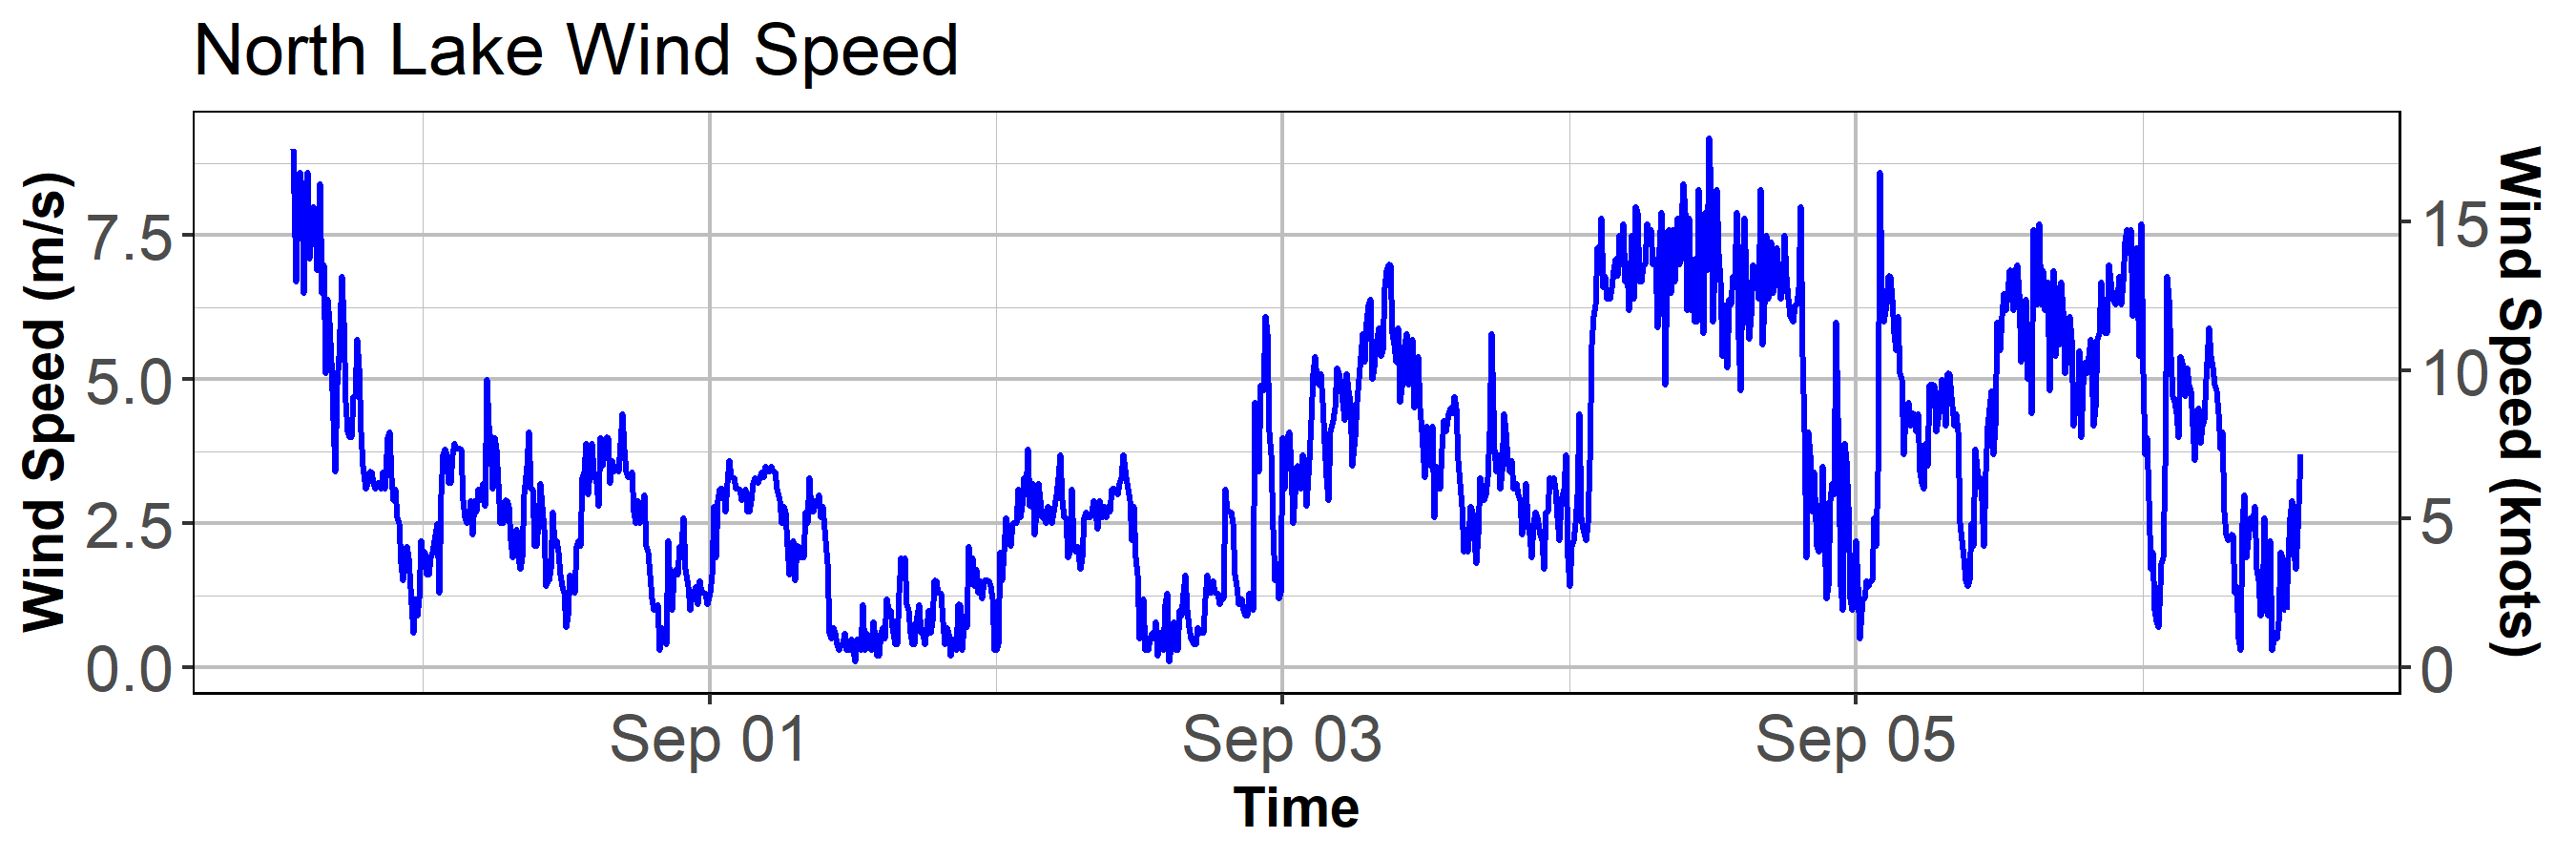 North Lake Wind Speed
Wind Speed (m/s)
7.5
5.0
2.5
0.0
15
10
5
0
Wind Speed (knots)
Sep 01
Sep 03
Sep 05
Time